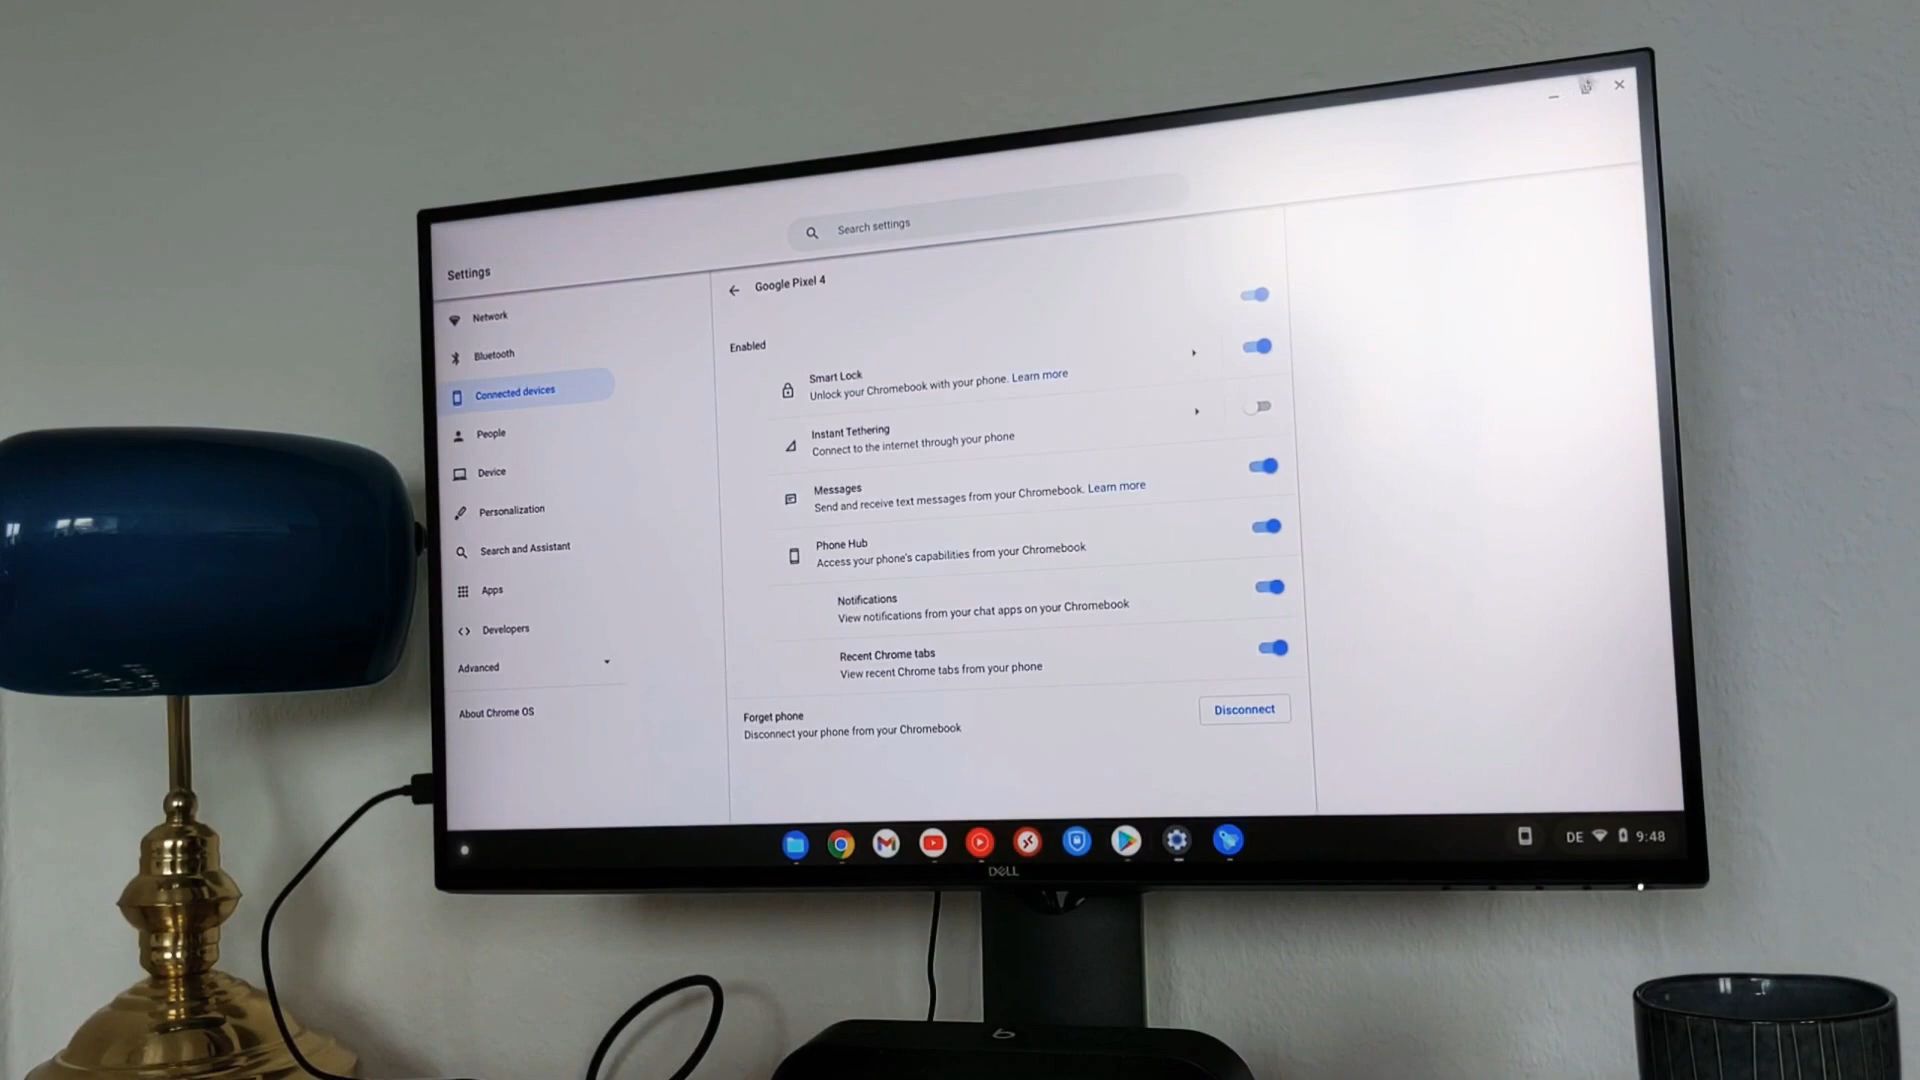 Search settings
Settings
Network
Bluetooth
Connected devices
People
Device
Personalization
Search and Assistant
Apps
Developers
Advanced
About Chrome OS
Google Pixel 4
Enabled
Smart Lock
Unlock your Chromebook with your phone. Learn more
Instant Tethering
Connect to the internet through your phone
Messages
Send and receive text messages from your Chromebook. Learn more
Phone Hub
Access your phone's capabilities from your Chromebook
Notifications
View notifications from your chat apps on your Chromebook
Recent Chrome tabs
View recent Chrome tabs from your phone
Forget phone
Disconnect your phone from your Chromebook
Disconnect
DE 9:48
DELL